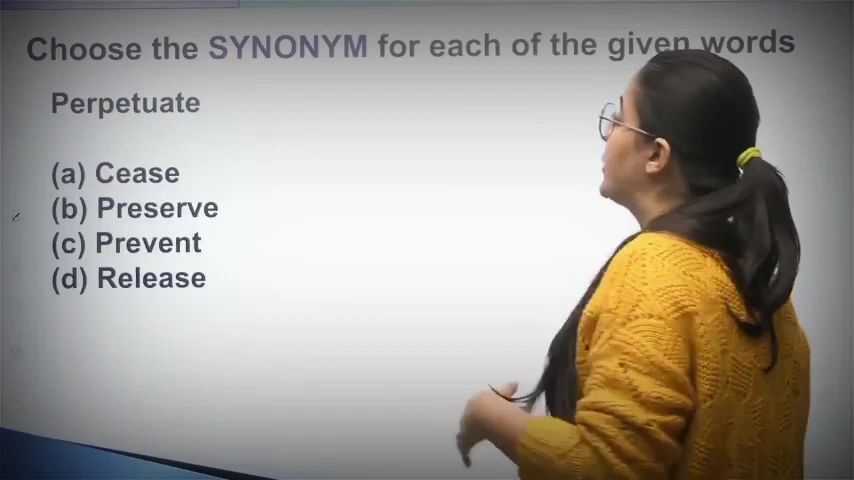 Choose the SYNONYM for each of the given words
Perpetuate
(a) Cease
(b) Preserve
(c) Prevent
(d) Release